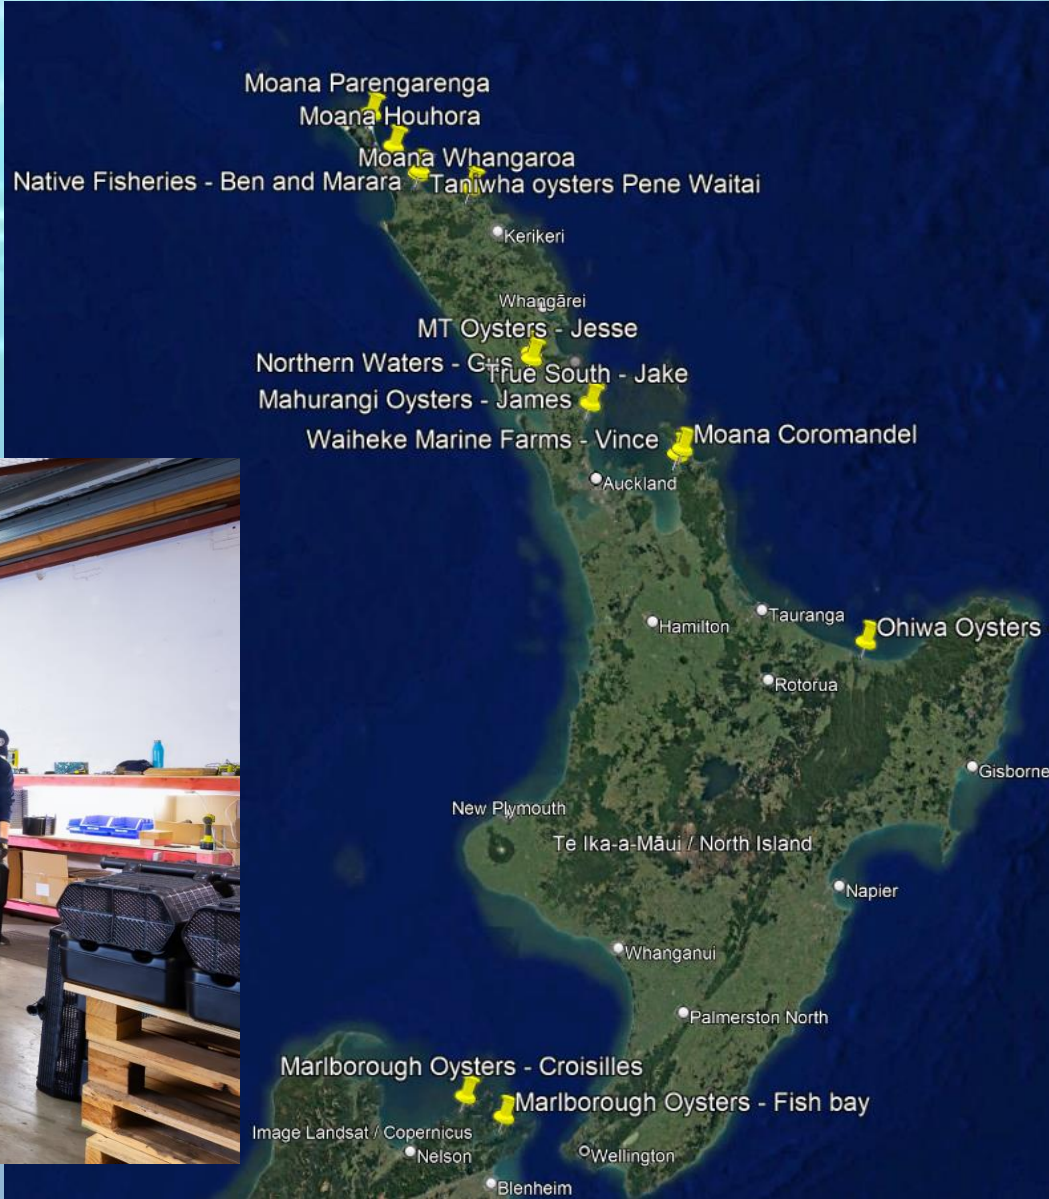 Moana Parengarenga
Moana Houhora
Moana Whangaroa
Native Fisheries - Ben and Marara
Taniwha oysters Pene Waitai
Kerikeri
Whangārei
MT Oysters - Jesse
Northern Waters - Gus
True South - Jake
Mahurangi Oysters - James
Waiheke Marine Farms - Vince
Moana Coromandel
Auckland
Tauranga
Hamilton
Ohiwa Oysters
Rotorua
Gisborne
New Plymouth
Te Ika-a-Māui / North Island
Napier
Whanganui
Palmerston North
Marlborough Oysters - Croisilles
Marlborough Oysters - Fish bay
Image Landsat / Copernicus
Nelson
Wellington
Blenheim